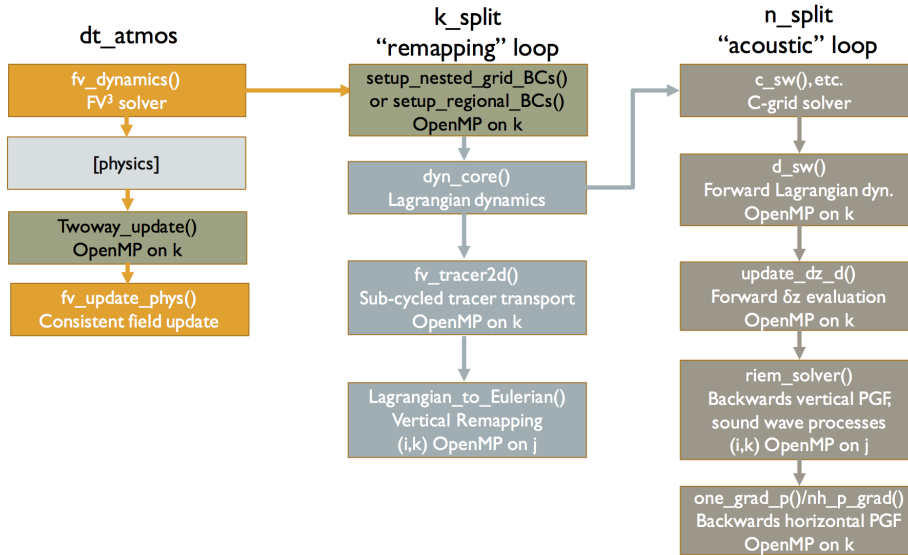 dt_atmos
fv_dynamics()
FV³ solver
[physics]
Twoway_update()
OpenMP on k
fv_update_phys()
Consistent field update
k_split
“remapping” loop
setup_nested_grid_BCs()
or setup_regional_BCs()
OpenMP on k
dyn_core()
Lagrangian dynamics
fv_tracer2d()
Sub-cycled tracer transport
OpenMP on k
Lagrangian_to_Eulerian()
Vertical Remapping
(i,k) OpenMP on j
n_split
“acoustic” loop
c_sw(), etc.
C-grid solver
d_sw()
Forward Lagrangian dyn.
OpenMP on k
update_dz_d()
Forward δz evaluation
OpenMP on k
riem_solver()
Backwards vertical PGF,
sound wave processes
(i,k) OpenMP on j
one_grad_p()/nh_p_grad()
Backwards horizontal PGF
OpenMP on k